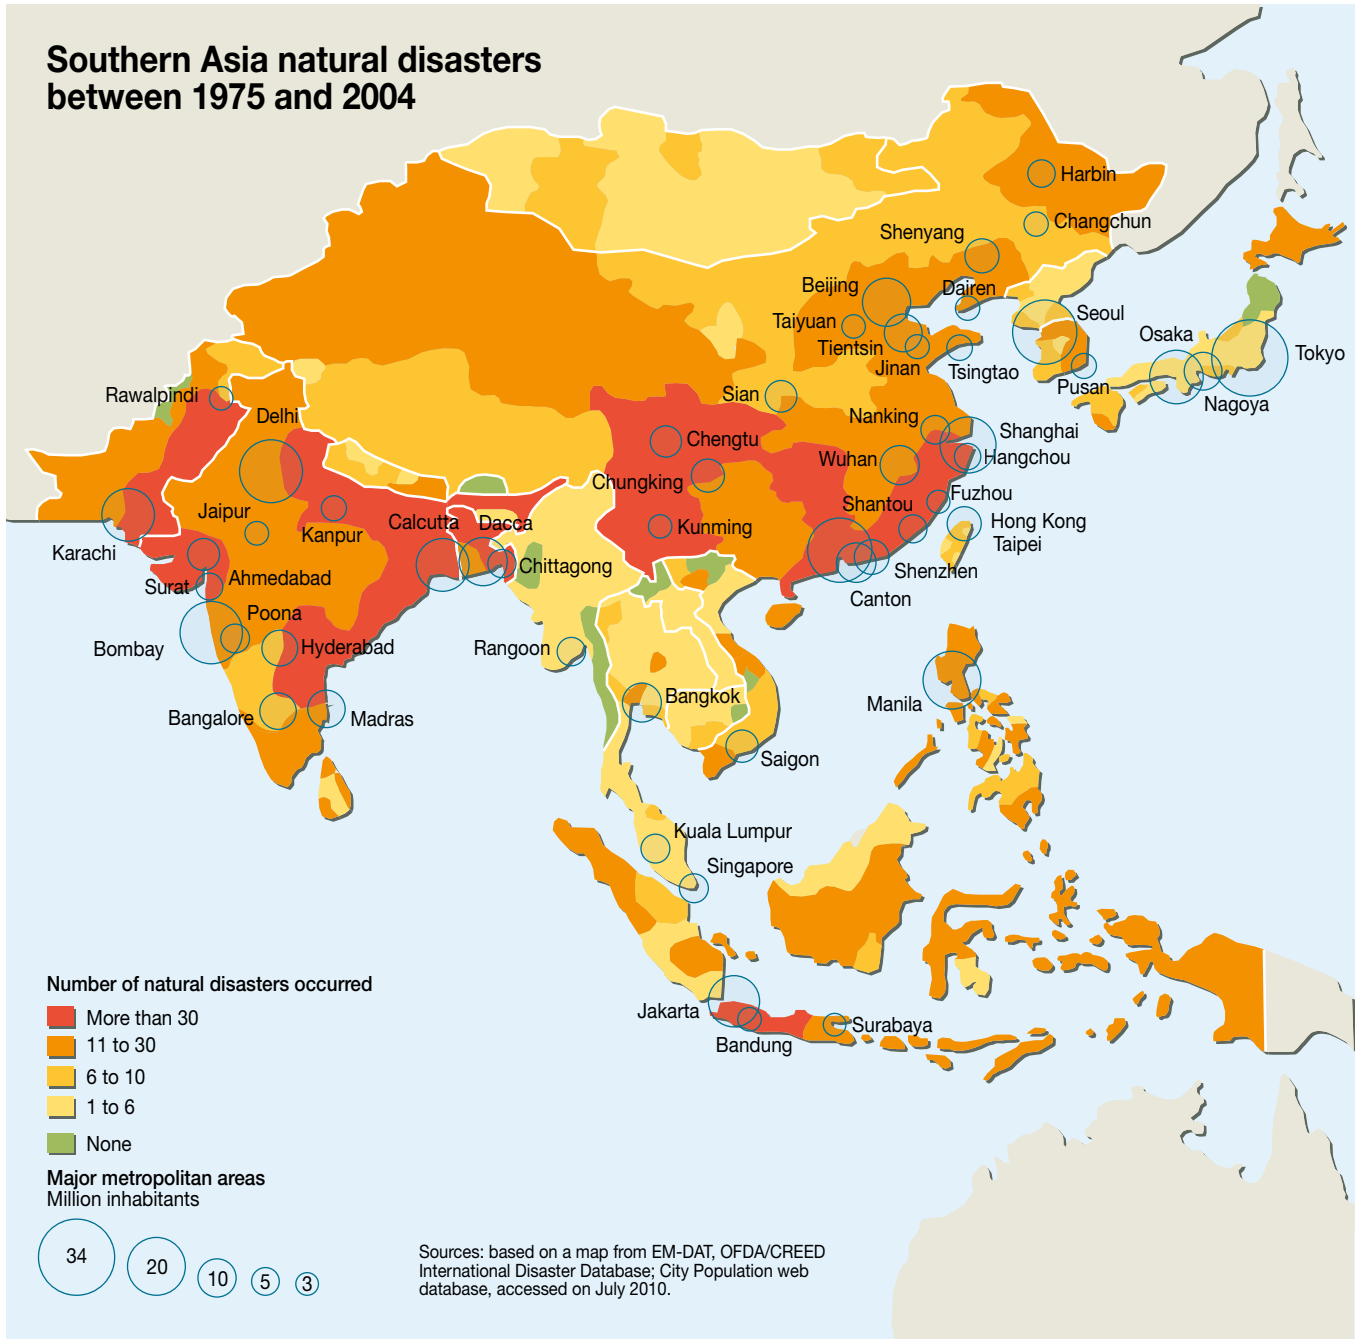 Southern Asia natural disasters
between 1975 and 2004
Harbin
Changchun
Shenyang
Beijing
Dairen
Seoul
Taiyuan
Osaka
Tientsin
Tokyo
Jinan
Tsingtao
Pusan
Nagoya
Rawalpindi
Sian
Delhi
Nanking
Shanghai
Chengtu
Hangchou
Wuhan
Chungking
Fuzhou
Shantou
Jaipur
Calcutta
Dacca
Kunming
Hong Kong
Kanpur
Taipei
Karachi
Chittagong
Shenzhen
Ahmedabad
Surat
Canton
Poona
Bombay
Hyderabad
Rangoon
Bangkok
Manila
Bangalore
Madras
Saigon
Kuala Lumpur
Singapore
Jakarta
Surabaya
Bandung
Number of natural disasters occurred
More than 30
11 to 30
6 to 10
1 to 6
None
Major metropolitan areas
Million inhabitants
34
20
10
5
3
Sources: based on a map from EM-DAT, OFDA/CREED
International Disaster Database; City Population web
database, accessed on July 2010.